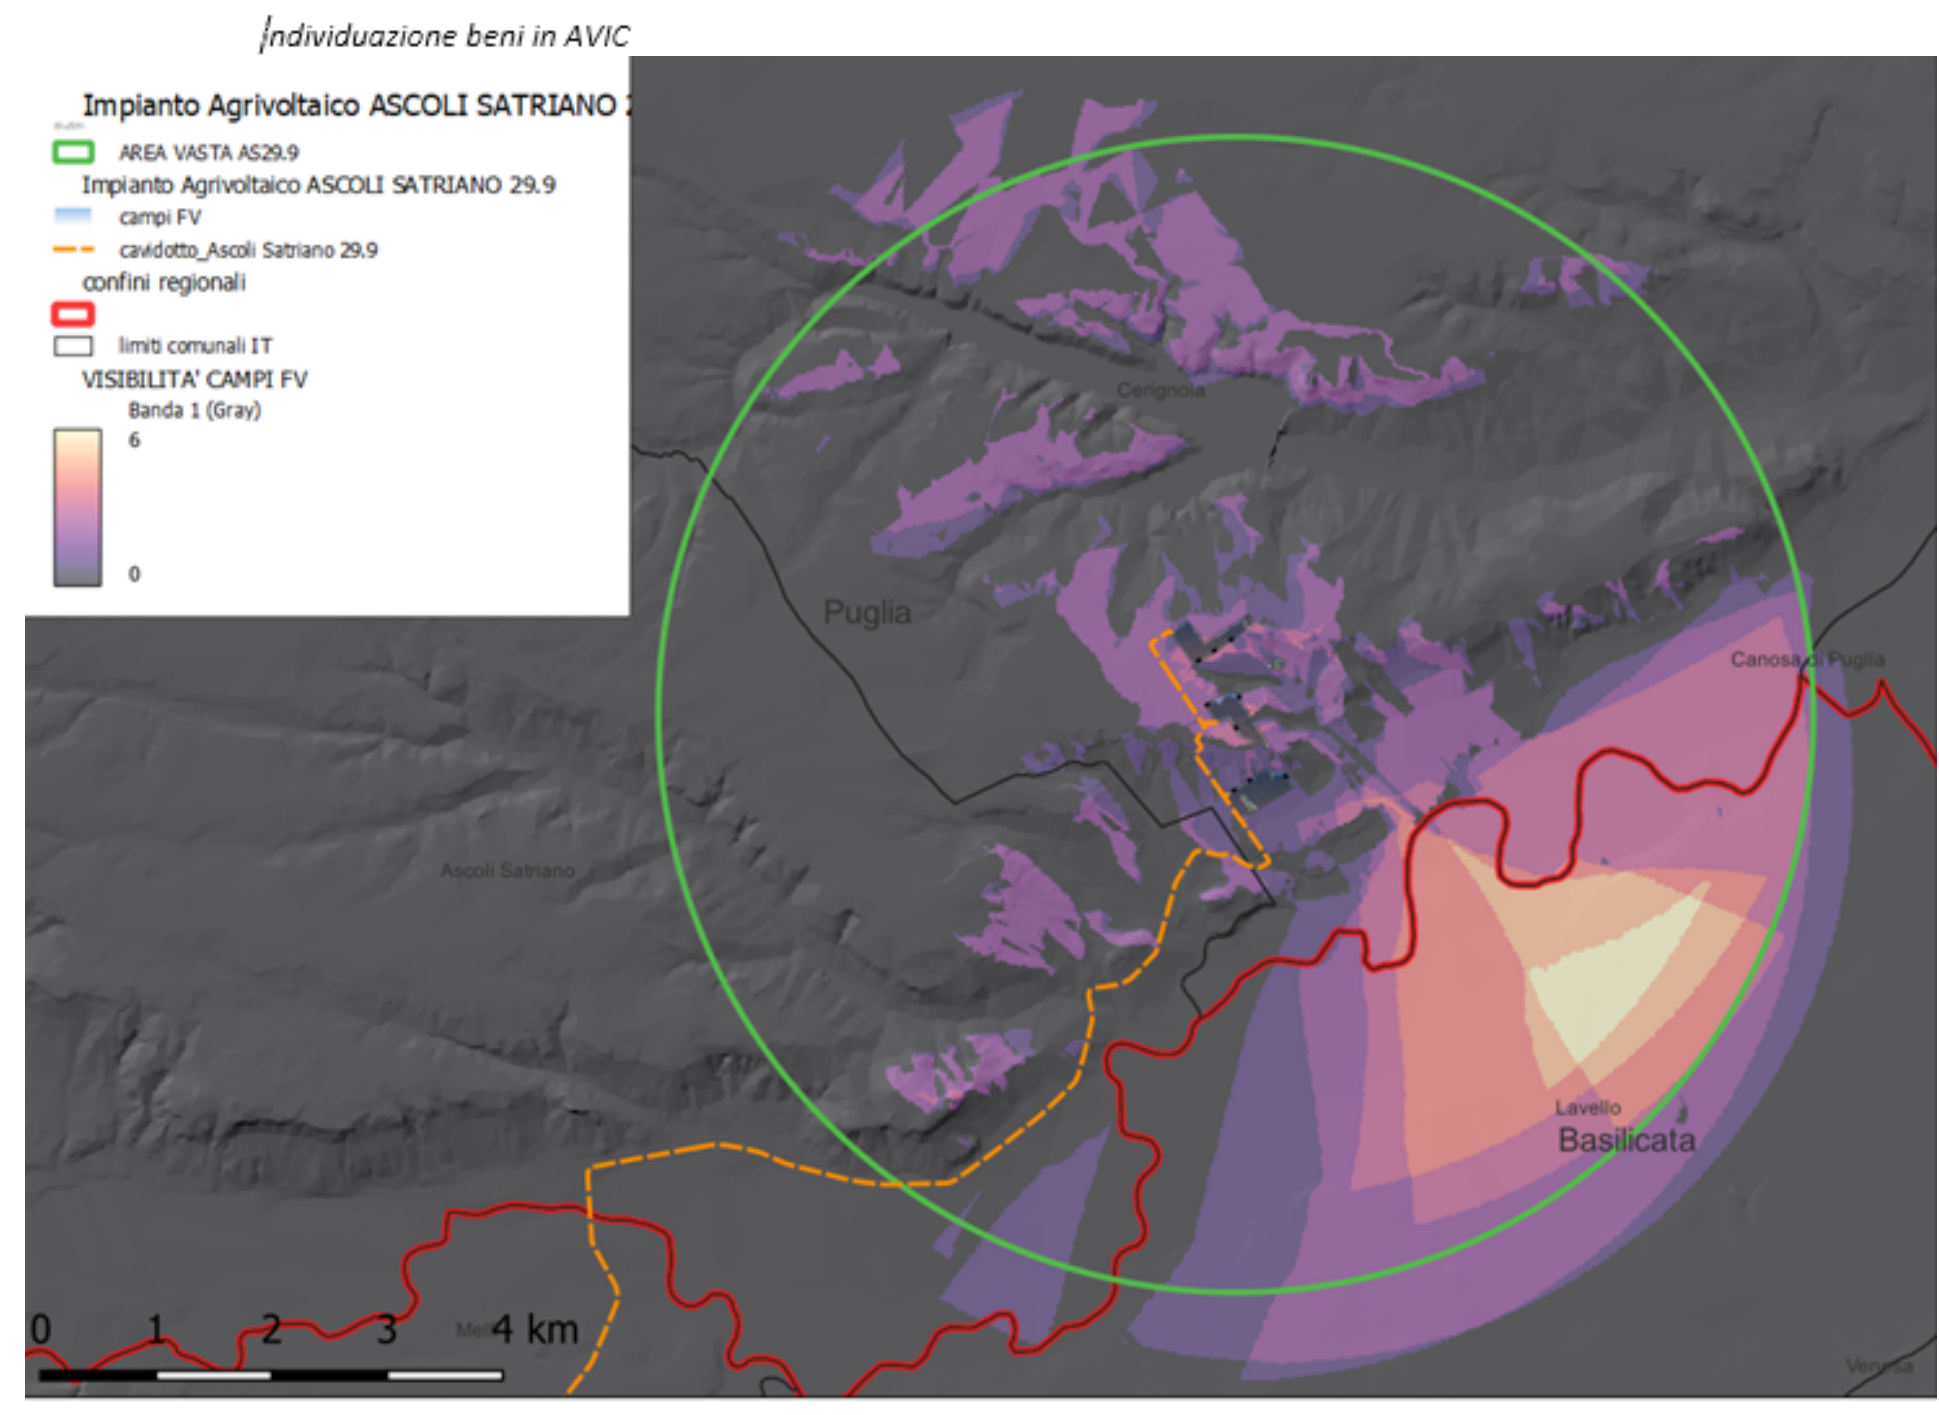 Individuazione beni in AVIC
Impianto Agrivoltaico ASCOLI SATRIANO
AREA VASTA AS29.9
Impianto Agrivoltaico ASCOLI SATRIANO 29.9
campi FV
cavidotto_Ascoli Satriano 29.9
confini regionali
limiti comunali IT
VISIBILITA' CAMPI FV
Banda 1 (Gray)
6
0
Cerignola
Puglia
Canosa di Puglia
Ascoli Satriano
Lavello
Basilicata
Venosa
0 1 2 3 4 km